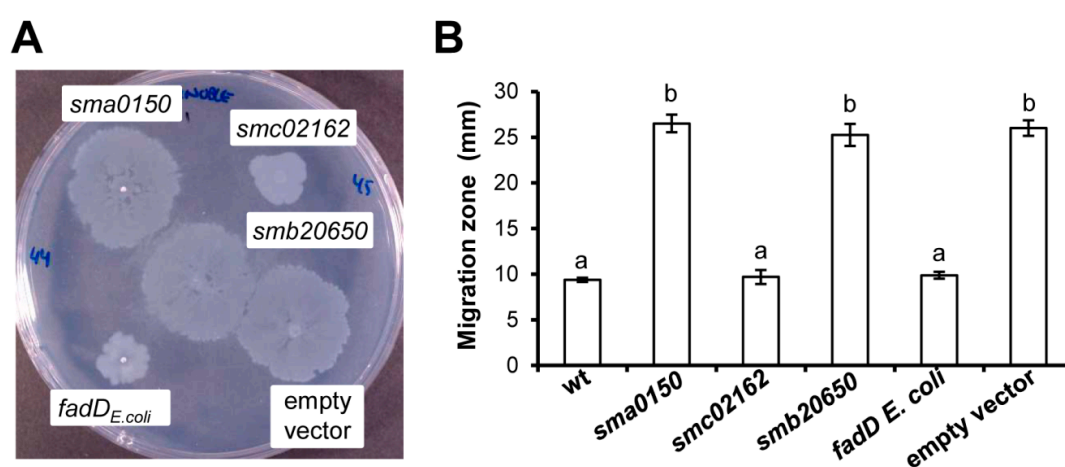 A
sma0150
NOBLE
smc02162
45
smb20650
44
fadD E.coli
empty
vector
B
Migration zone (mm)
30
25
20
15
10
5
0
a
b
a
b
a
b
wt
sma0150
smc02162
smb20650
fadD E. coli
empty vector